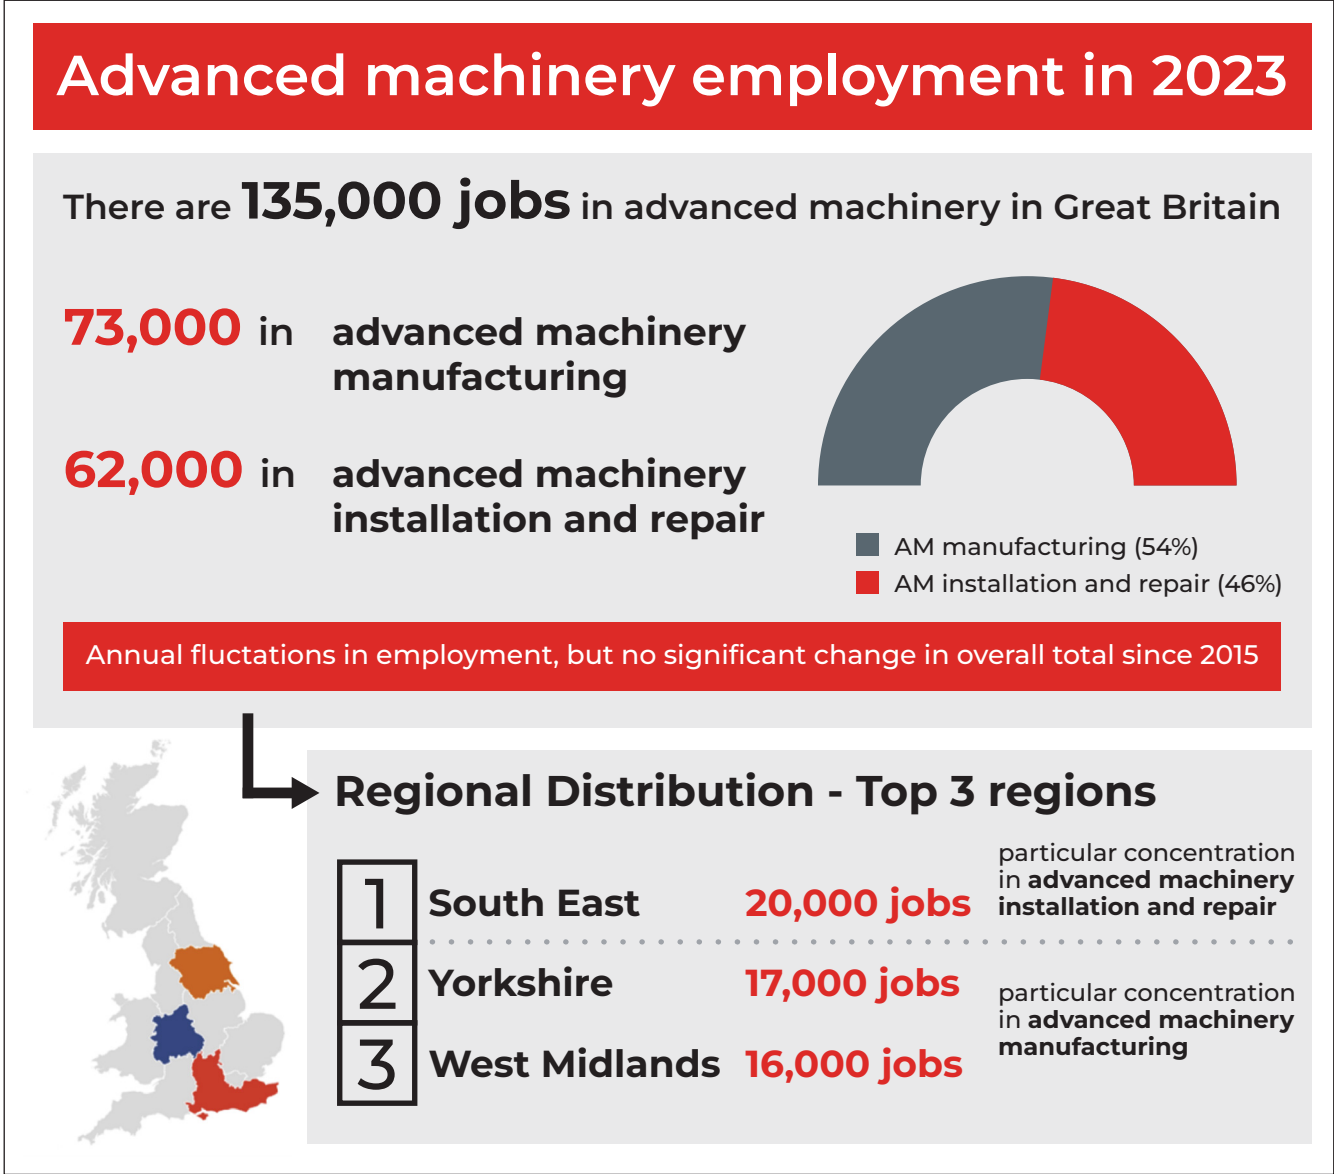 Advanced machinery employment in 2023
There are 135,000 jobs in advanced machinery in Great Britain
73,000 in advanced machinery
manufacturing
62,000 in advanced machinery
installation and repair
AM manufacturing (54%)
AM installation and repair (46%)
Annual fluctations in employment, but no significant change in overall total since 2015
Regional Distribution - Top 3 regions
1 South East 20,000 jobs
particular concentration
in advanced machinery
installation and repair
2 Yorkshire 17,000 jobs
3 West Midlands 16,000 jobs
particular concentration
in advanced machinery
manufacturing